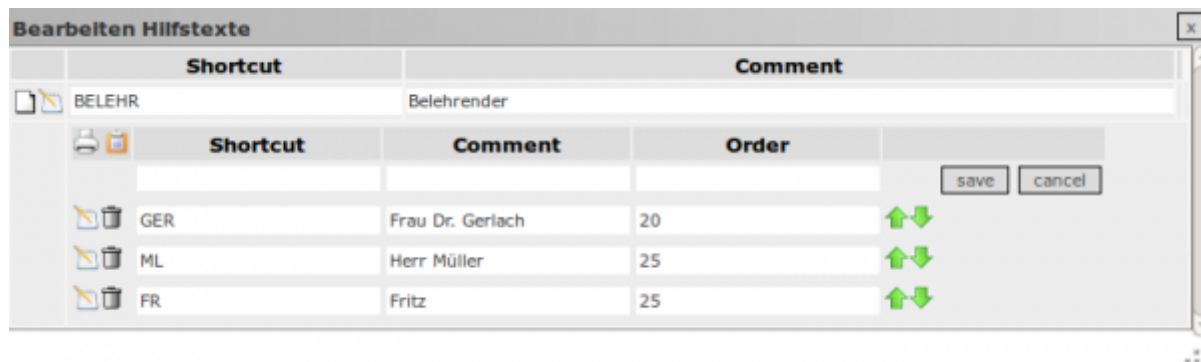 Bearbeiten Hilfstexte x
Shortcut Comment
BELEHR Belehrender
Shortcut Comment Order
save cancel
GER Frau Dr. Gerlach 20
ML Herr Müller 25
FR Fritz 25